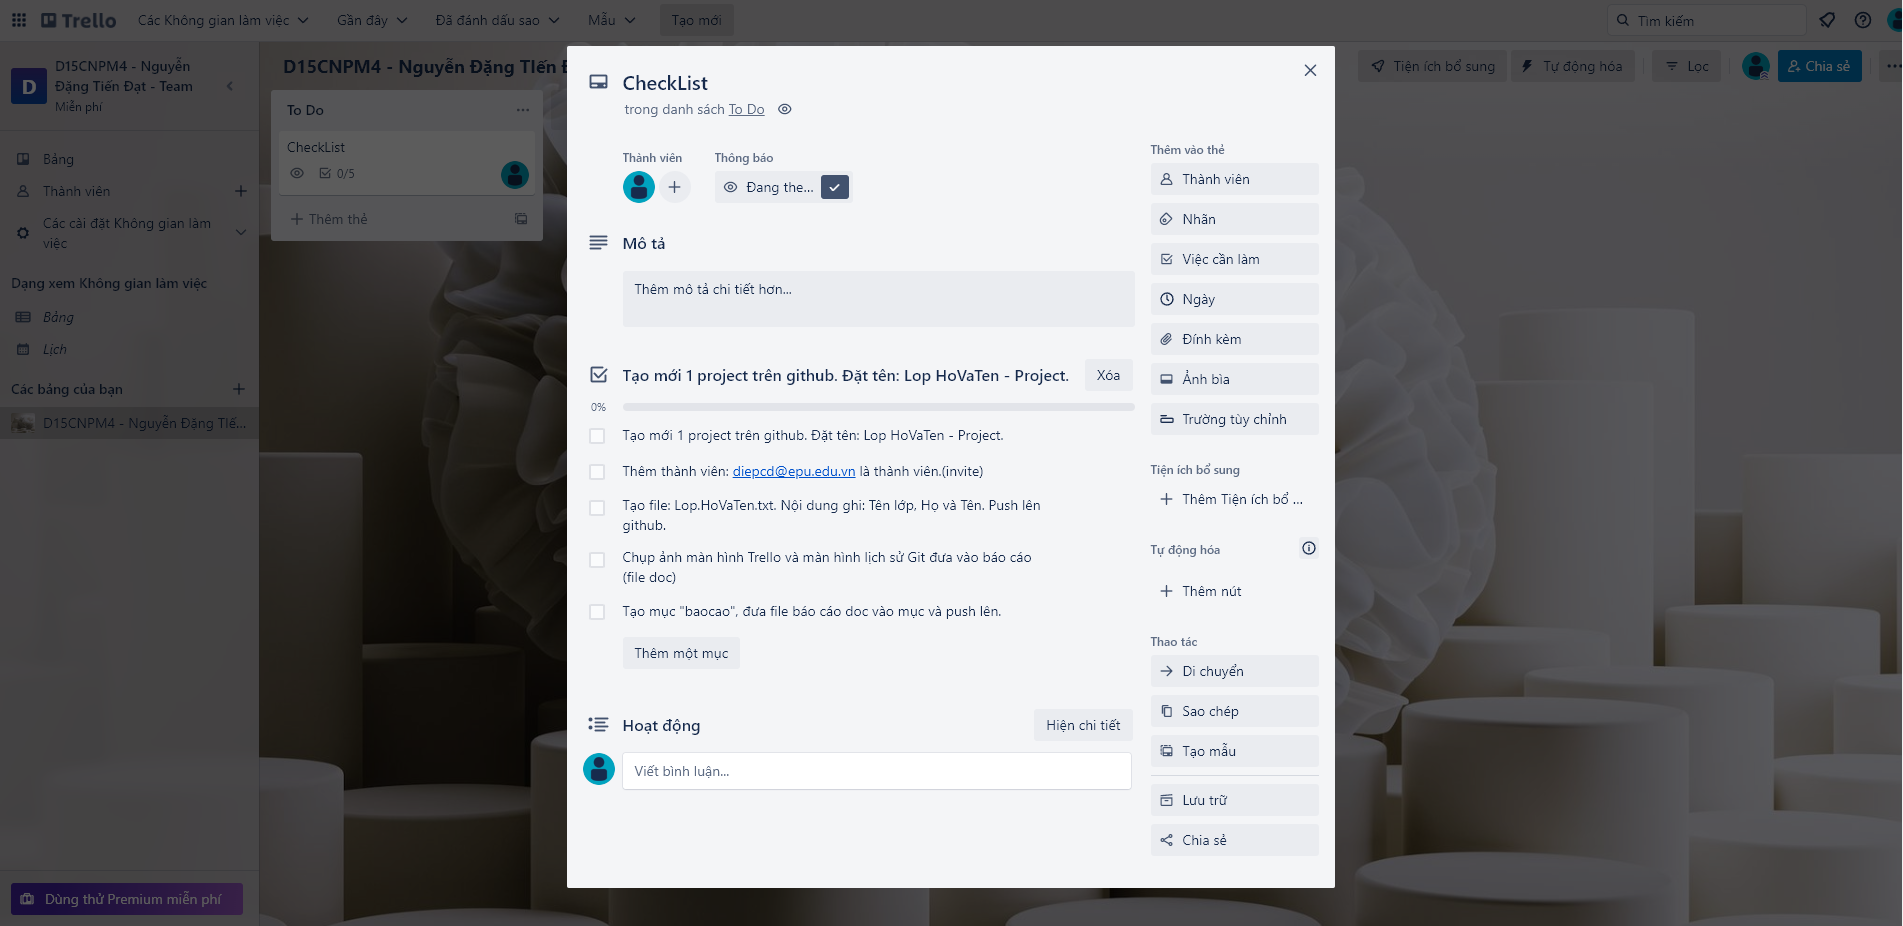 Trello
Các Không gian làm việc
Gần đây
Đã đánh dấu sao
Mẫu
Tạo mới
Tìm kiếm
D
D15CNPM4 - Nguyễn
Đặng Tiến Đạt - Team
Miễn phí
Bảng
Thành viên
Các cài đặt Không gian làm
việc
Dạng xem Không gian làm việc
Bảng
Lịch
Các bảng của bạn
D15CNPM4 - Nguyễn Đặng TIế...
Dùng thử Premium miễn phí
D15CNPM4 - Nguyễn Đặng TIến Đ
Tiện ích bổ sung
Tự động hóa
Lọc
Chia sẻ
To Do
CheckList
0/5
Thêm thẻ
CheckList
trong danh sách To Do
Thành viên
Thông báo
Đang the...
Mô tả
Thêm mô tả chi tiết hơn...
Tạo mới 1 project trên github. Đặt tên: Lop HoVaTen - Project.
Xóa
0%
Tạo mới 1 project trên github. Đặt tên: Lop HoVaTen - Project.
Thêm thành viên: diepcd@epu.edu.vn là thành viên.(invite)
Tạo file: Lop.HoVaTen.txt. Nội dung ghi: Tên lớp, Họ và Tên. Push lên
github.
Chụp ảnh màn hình Trello và màn hình lịch sử Git đưa vào báo cáo
(file doc)
Tạo mục "baocao", đưa file báo cáo doc vào mục và push lên.
Thêm một mục
Hoạt động
Hiện chi tiết
Viết bình luận...
Thêm vào thẻ
Thành viên
Nhãn
Việc cần làm
Ngày
Đính kèm
Ảnh bìa
Trường tùy chỉnh
Tiện ích bổ sung
Thêm Tiện ích bổ ...
Tự động hóa
Thêm nút
Thao tác
Di chuyển
Sao chép
Tạo mẫu
Lưu trữ
Chia sẻ